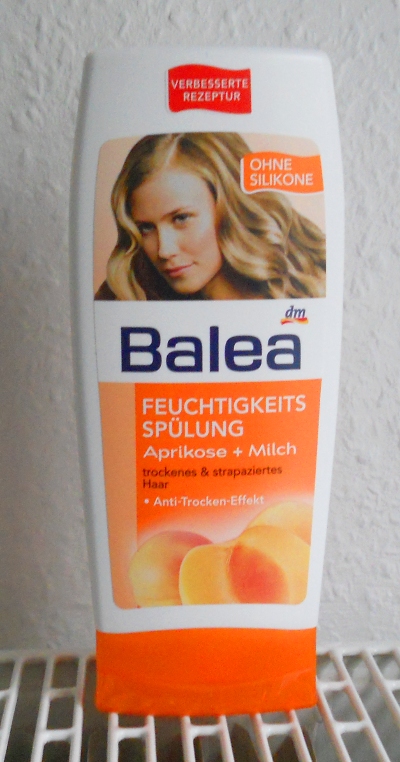 VERBESSERTE
REZEPTUR
OHNE
SILIKONE
dm
Balea
FEUCHTIGKEITS
SPÜLUNG
Aprikose + Milch
trockenes & strapaziertes
Haar
• Anti-Trocken-Effekt